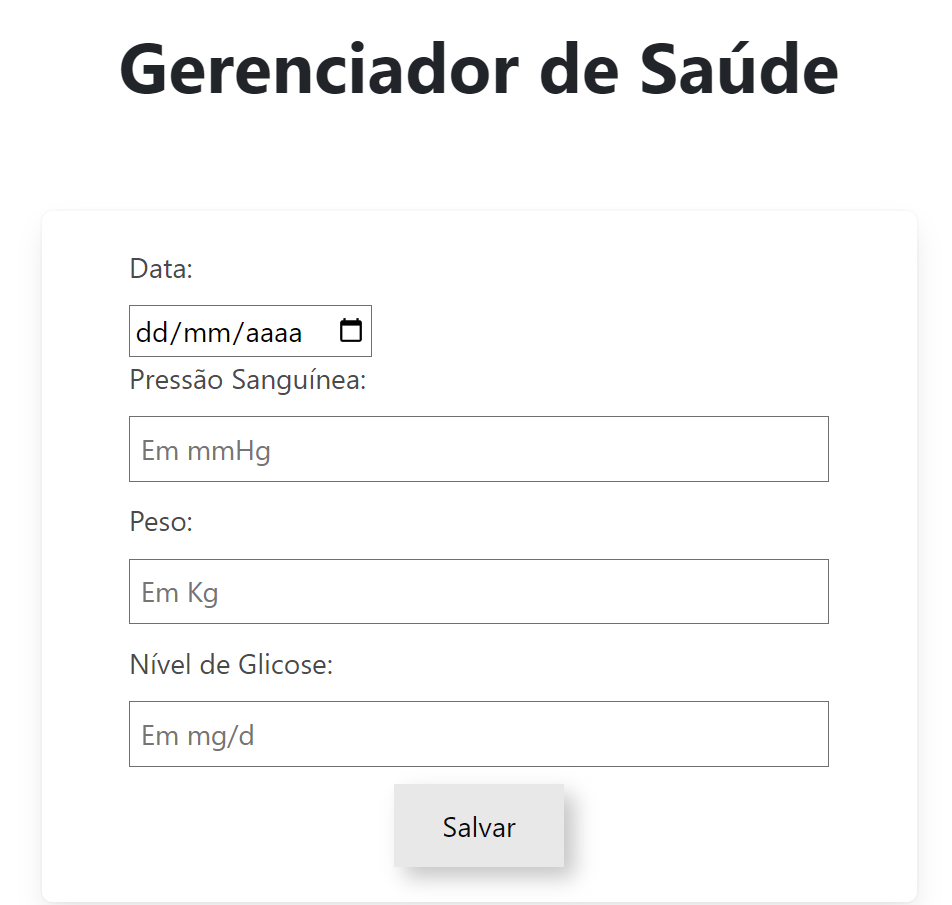 Gerenciador de Saúde
Data:
dd/mm/aaaa
Pressão Sanguínea:
Em mmHg
Peso:
Em Kg
Nível de Glicose:
Em mg/d
Salvar